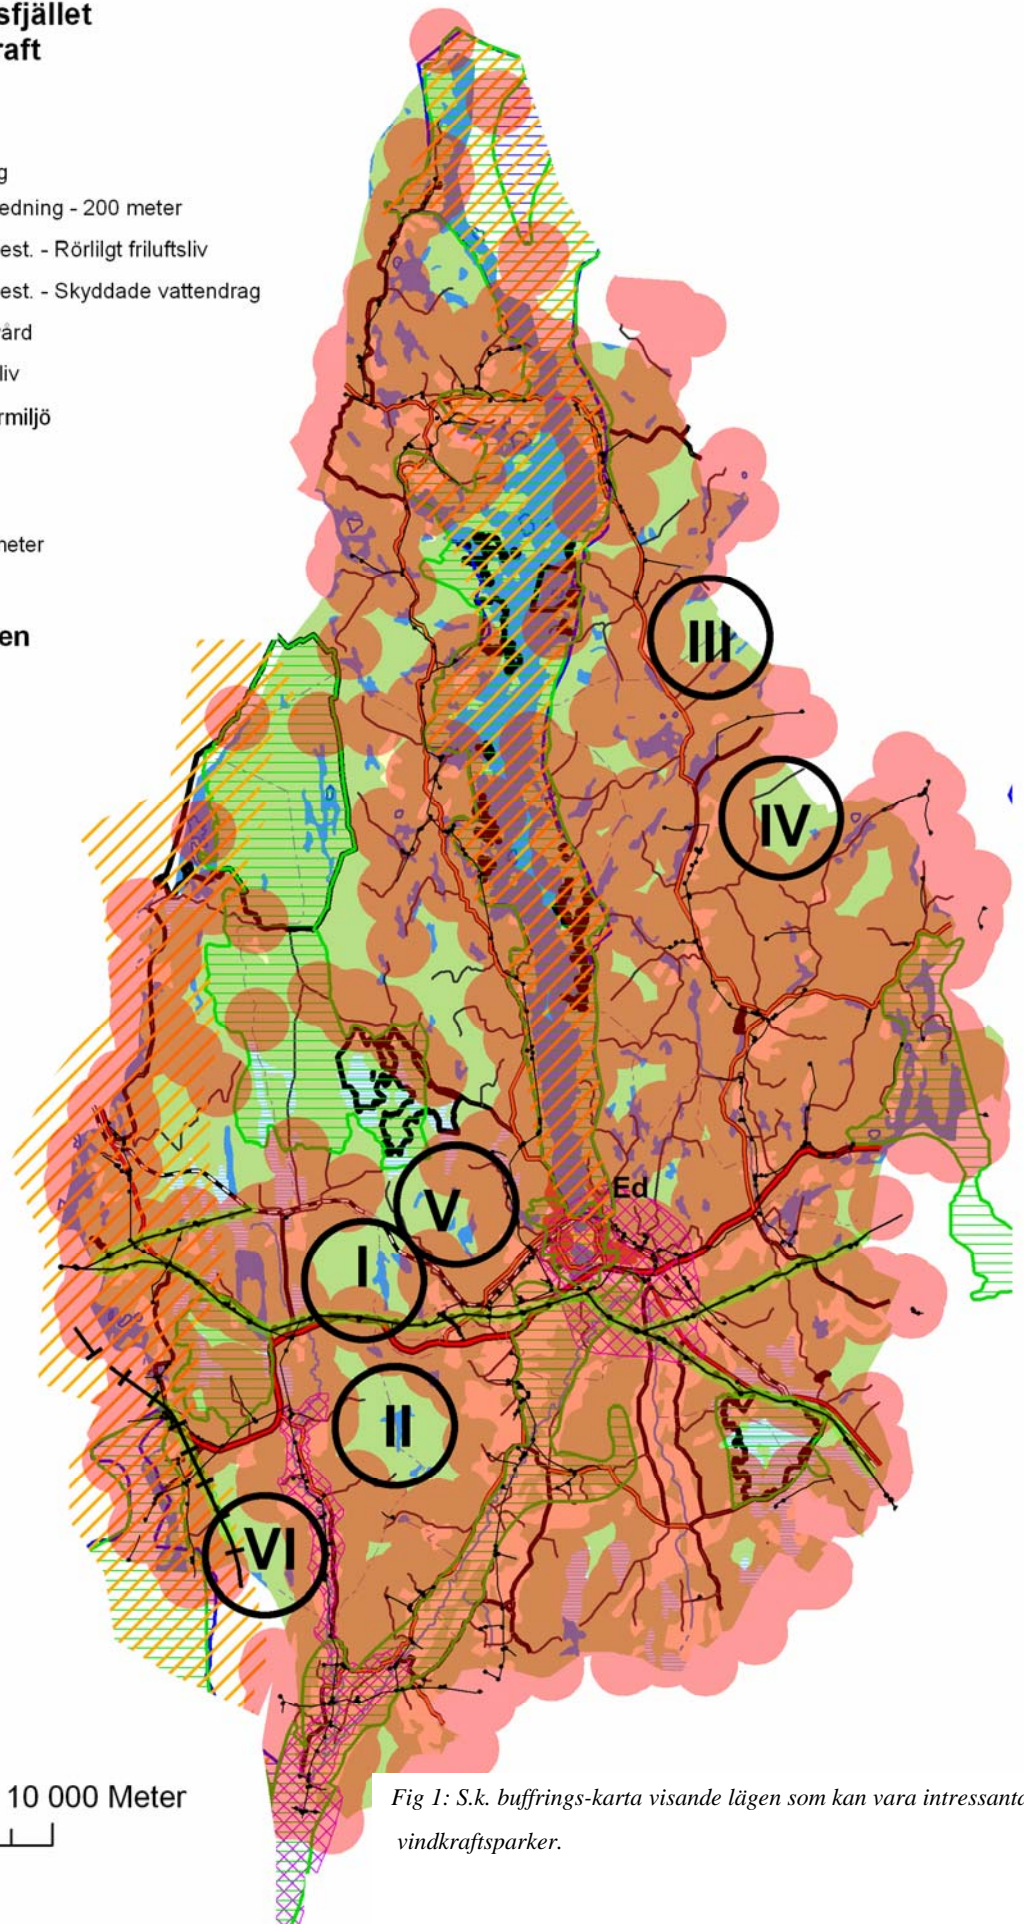 sfjället
raft
g
edning - 200 meter
est. - Rörlilgt friluftsliv
est. - Skyddade vattendrag
ård
liv
rmiljö
neter
en
III
IV
Ed
V
I
II
VI
10 000 Meter
Fig 1: S.k. buffrings-karta visande lägen som kan vara intressanta
vindkraftsparker.